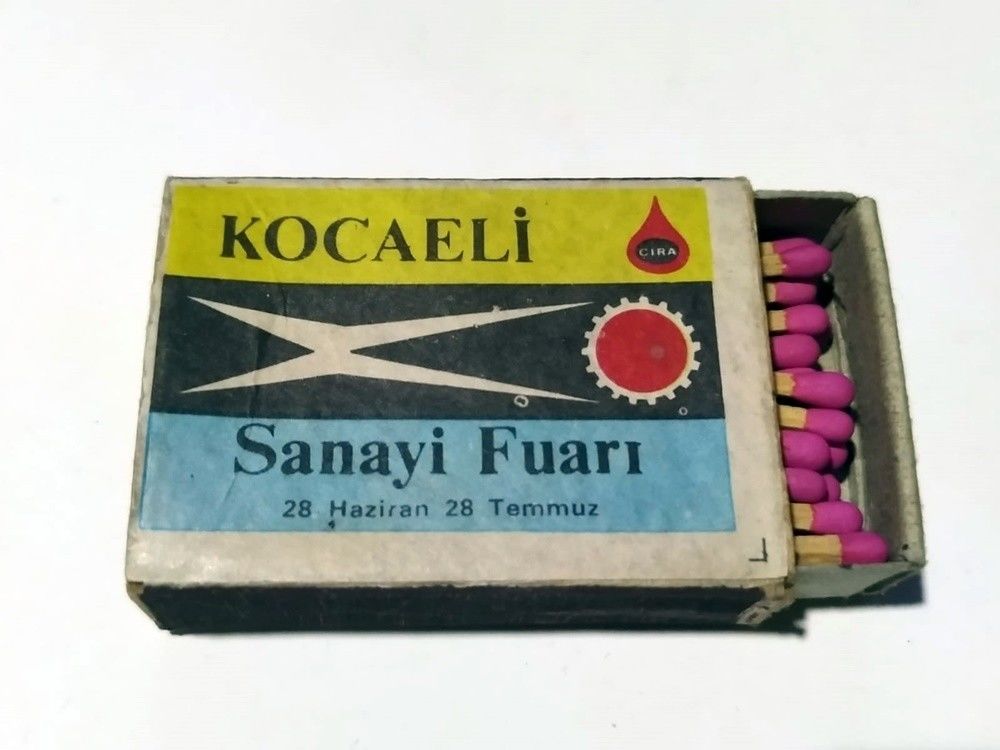 KOCAELİ
ÇIRA
Sanayi Fuarı
28 Haziran 28 Temmuz